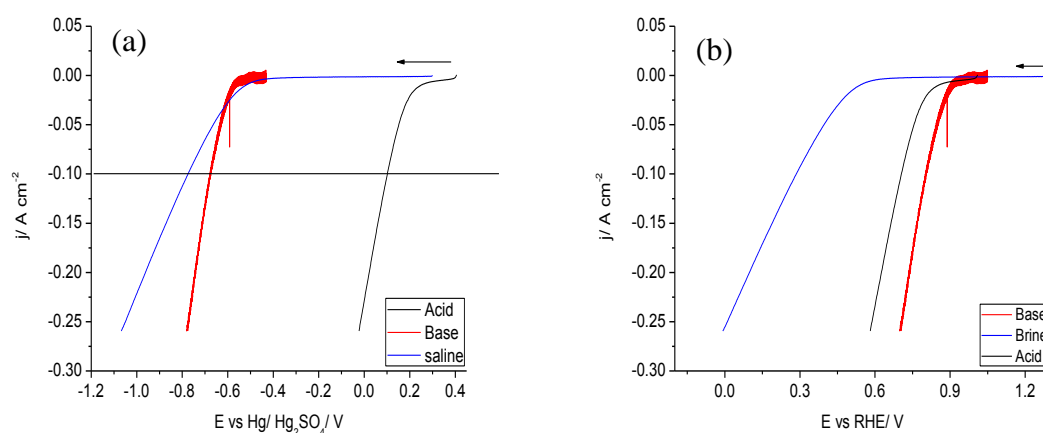 (a)
0.05
0.00
-0.05
-0.10
-0.15
-0.20
-0.25
-0.30
j/ A cm⁻²
Acid
Base
saline
-1.2 -1.0 -0.8 -0.6 -0.4 -0.2 0.0 0.2 0.4 0.6
E vs Hg/ Hg₂SO₄/ V
(b)
0.05
0.00
-0.05
-0.10
-0.15
-0.20
-0.25
-0.30
j/ A cm⁻²
Base
Brine
Acid
0.0 0.3 0.6 0.9 1.2
E vs RHE/ V